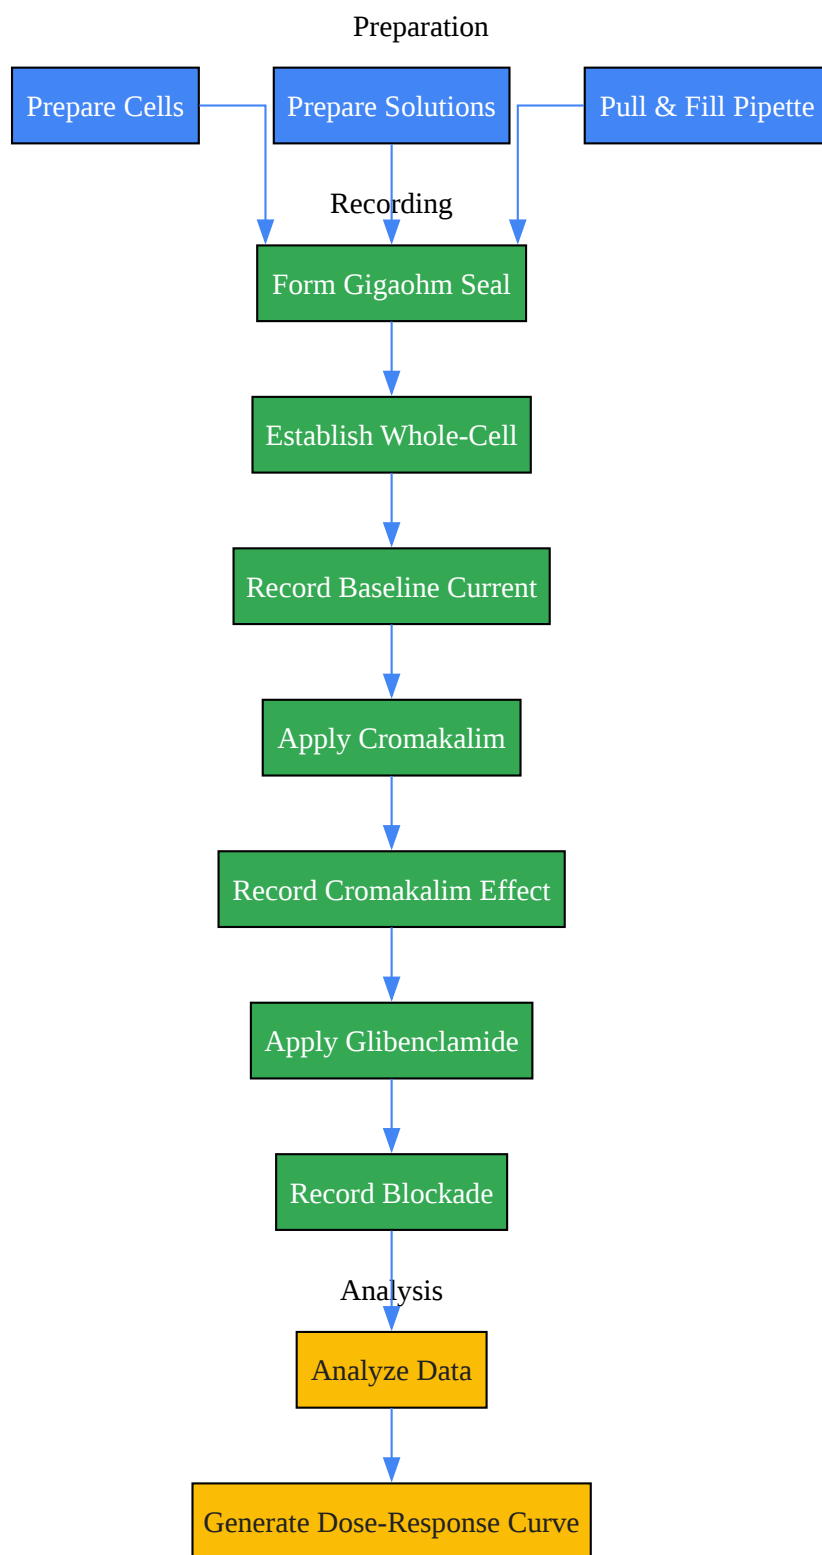 Preparation
Prepare Cells
Prepare Solutions
Pull & Fill Pipette
Recording
Form Gigaohm Seal
Establish Whole-Cell
Record Baseline Current
Apply Cromakalim
Record Cromakalim Effect
Apply Glibenclamide
Record Blockade
Analysis
Analyze Data
Generate Dose-Response Curve